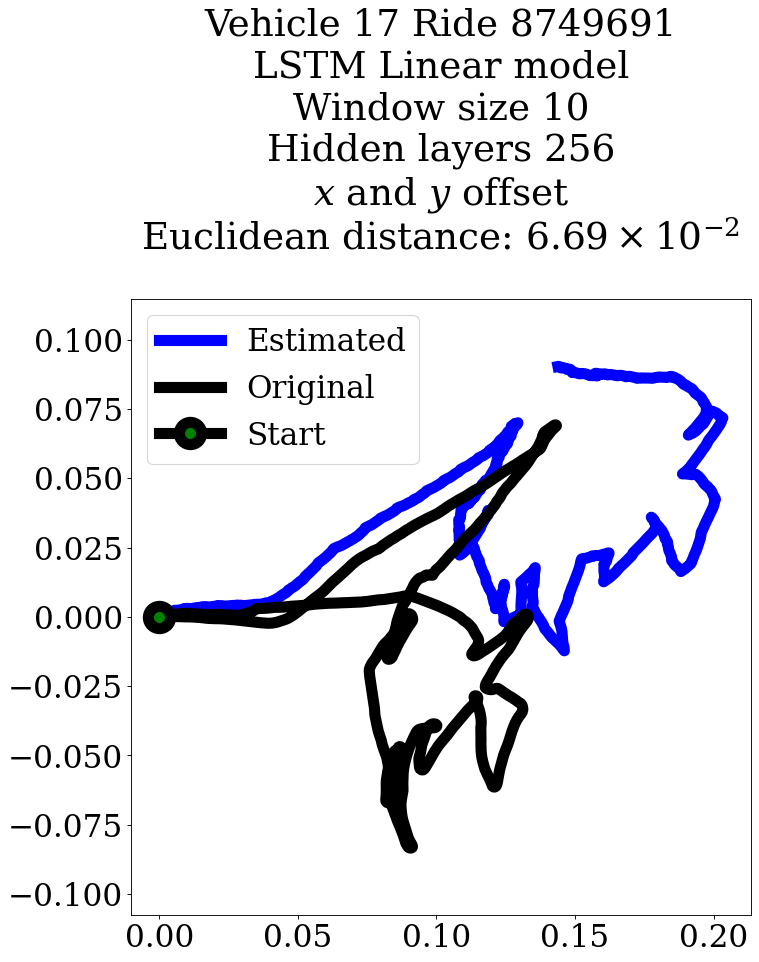 Vehicle 17 Ride 8749691
LSTM Linear model
Window size 10
Hidden layers 256
x and y offset
Euclidean distance: 6.69 × 10⁻²
Estimated
Original
Start
0.100
0.075
0.050
0.025
0.000
−0.025
−0.050
−0.075
−0.100
0.00 0.05 0.10 0.15 0.20